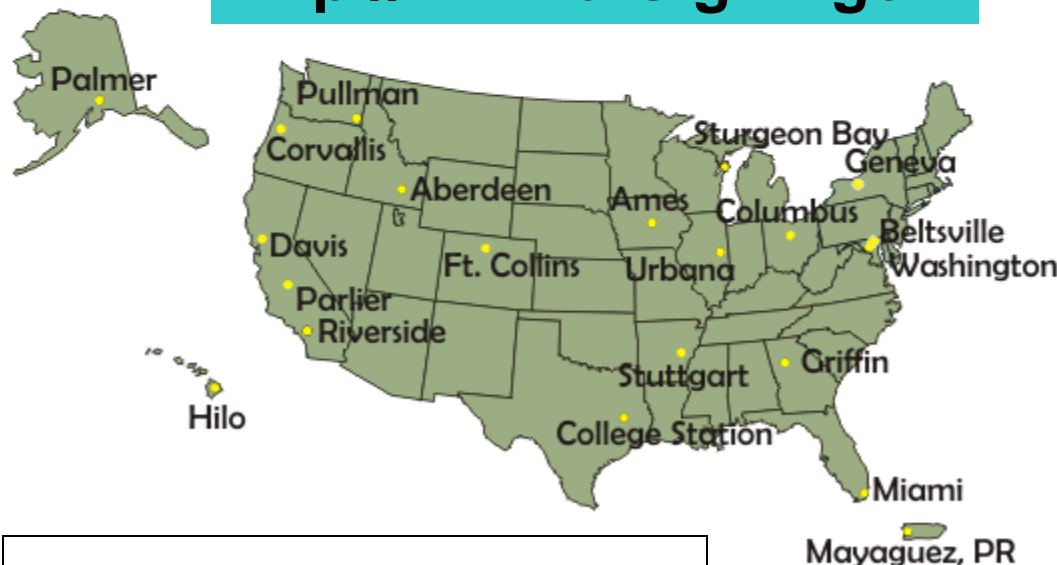 Palmer
Pullman
Sturgeon Bay
Corvallis
Geneva
Aberdeen
Ames
Columbus
Beltsville
Davis
Ft. Collins
Urbana
Washington
Parlier
Riverside
Griffin
Stuttgart
Hilo
College Station
Miami
Mayaguez, PR